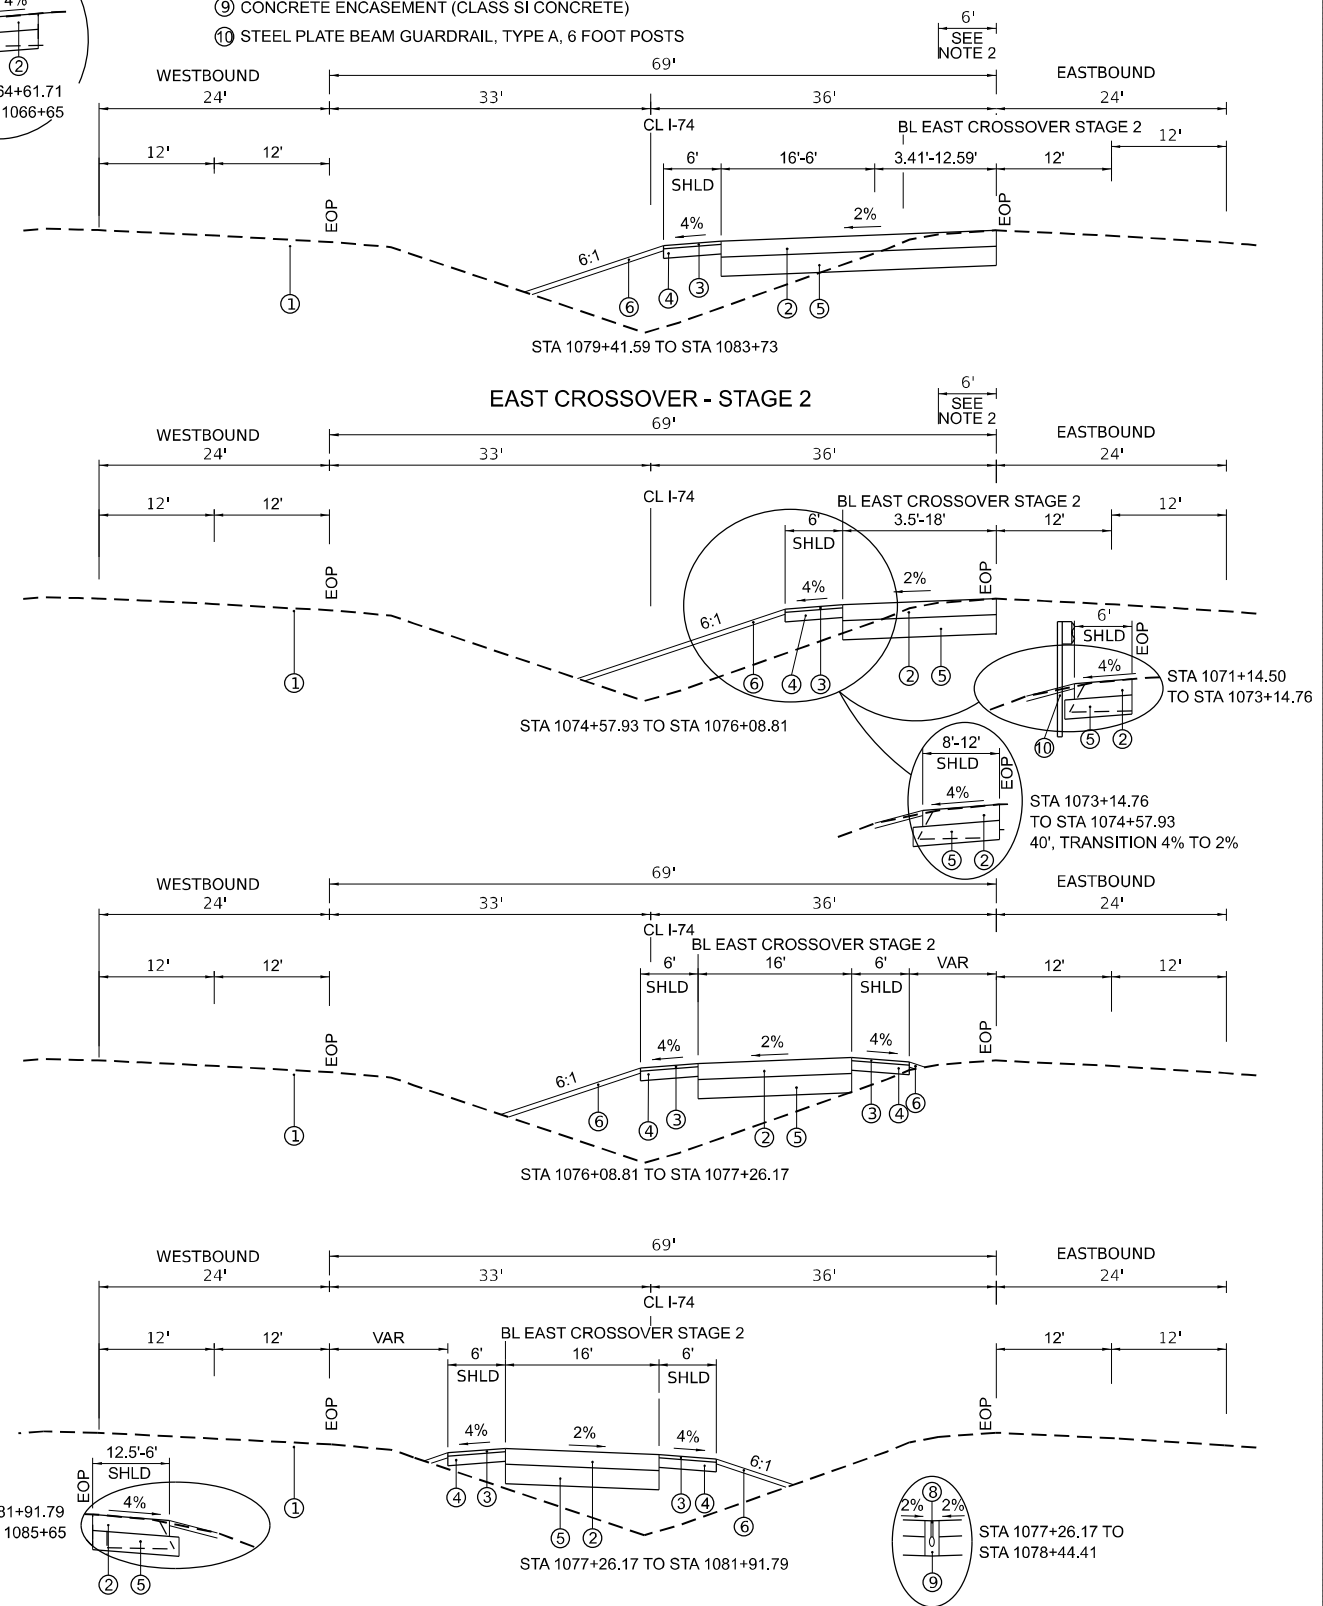 4%
⑨ CONCRETE ENCASEMENT (CLASS SI CONCRETE)
⑩ STEEL PLATE BEAM GUARDRAIL, TYPE A, 6 FOOT POSTS
②
64+61.71
1066+65
6'
SEE
NOTE 2
WESTBOUND
69'
EASTBOUND
24'
33'
36'
24'
CL I-74
BL EAST CROSSOVER STAGE 2
12'
12'
12'
6'
16'-6'
3.41'-12.59'
12'
SHLD
EOP
EOP
4%
2%
6:1
①
⑥
④
③
②
⑤
STA 1079+41.59 TO STA 1083+73
EAST CROSSOVER - STAGE 2
6'
SEE
NOTE 2
WESTBOUND
69'
EASTBOUND
24'
33'
36'
24'
CL I-74
BL EAST CROSSOVER STAGE 2
12'
12'
12'
6'
3.5'-18'
12'
SHLD
EOP
EOP
4%
2%
6:1
①
⑥
④
③
②
⑤
6'
SHLD
EOP
4%
STA 1071+14.50
TO STA 1073+14.76
⑩
⑤
②
STA 1074+57.93 TO STA 1076+08.81
8'-12'
SHLD
EOP
4%
STA 1073+14.76
TO STA 1074+57.93
40', TRANSITION 4% TO 2%
⑤
②
WESTBOUND
69'
EASTBOUND
24'
33'
36'
24'
CL I-74
BL EAST CROSSOVER STAGE 2
12'
12'
6'
16'
6'
VAR
12'
12'
SHLD
SHLD
EOP
EOP
4%
2%
4%
6:1
①
⑥
④
③
②
⑤
③
④
⑥
STA 1076+08.81 TO STA 1077+26.17
WESTBOUND
69'
EASTBOUND
24'
33'
36'
24'
CL I-74
BL EAST CROSSOVER STAGE 2
12'
12'
VAR
6'
16'
6'
12'
12'
SHLD
SHLD
EOP
EOP
4%
2%
4%
6:1
①
④
③
⑤
②
③
④
⑥
12.5'-6'
SHLD
EOP
4%
81+91.79
1085+65
②
⑤
STA 1077+26.17 TO STA 1081+91.79
⑧
2%
2%
⑨
STA 1077+26.17 TO
STA 1078+44.41